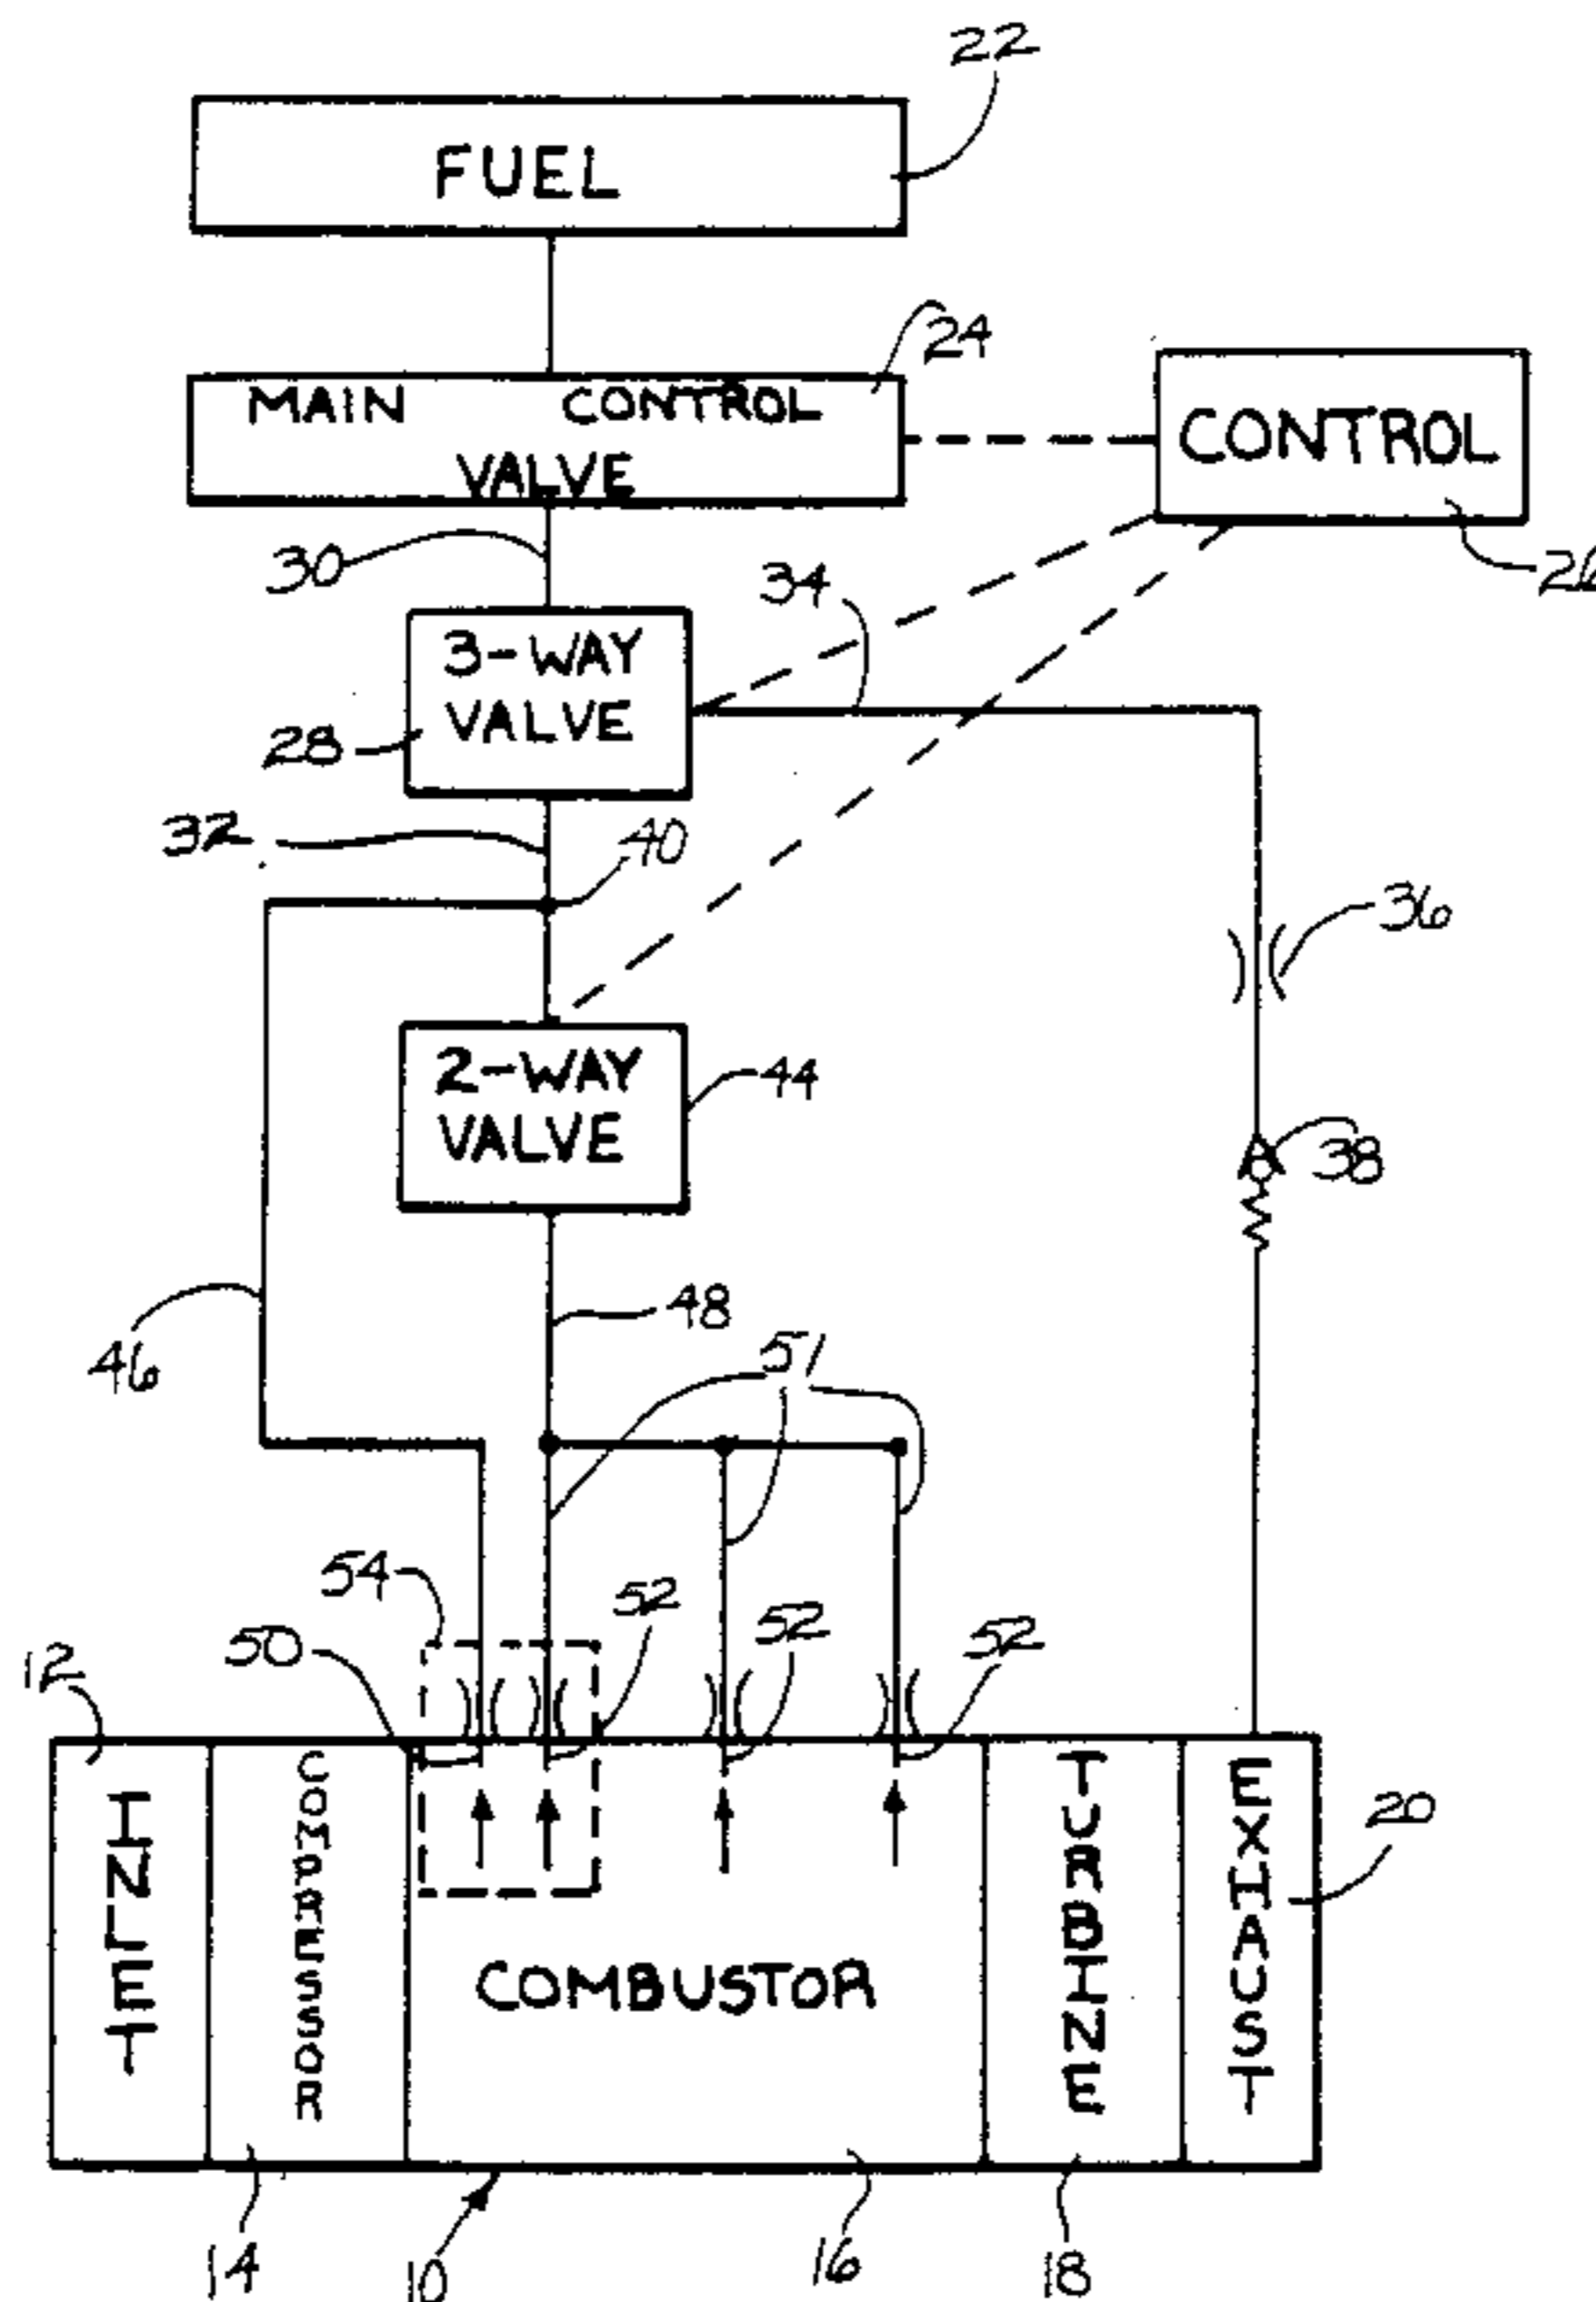 22
FUEL
24
MAIN CONTROL
VALVE
CONTROL
30
34
3-WAY
VALVE
28
32
40
36
2-WAY
VALVE
44
38
48
46
51
54
52
52
52
50
12
INLET
COMPRESSOR
COMBUSTOR
TURBINE
EXHAUST
20
14
10
16
18